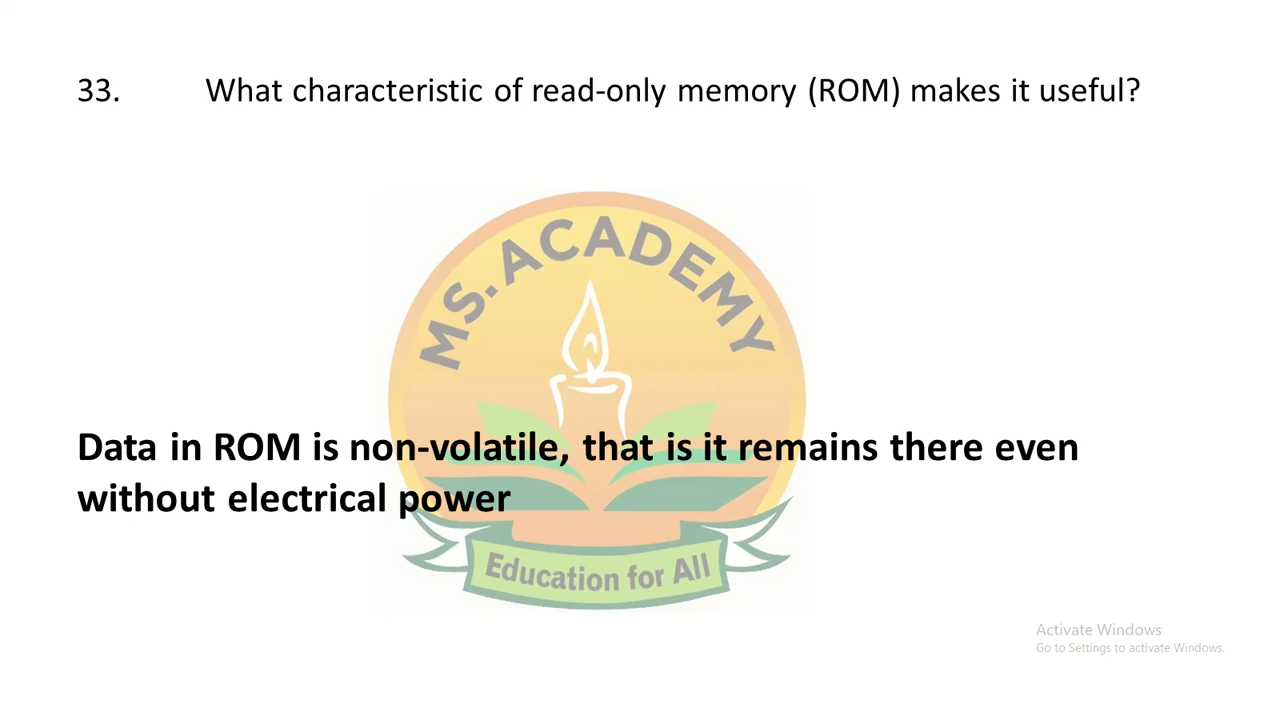 33. What characteristic of read-only memory (ROM) makes it useful?
MS. ACADEMY
Data in ROM is non-volatile, that is it remains there even
without electrical power
Education for All
Activate Windows
Go to Settings to activate Windows.